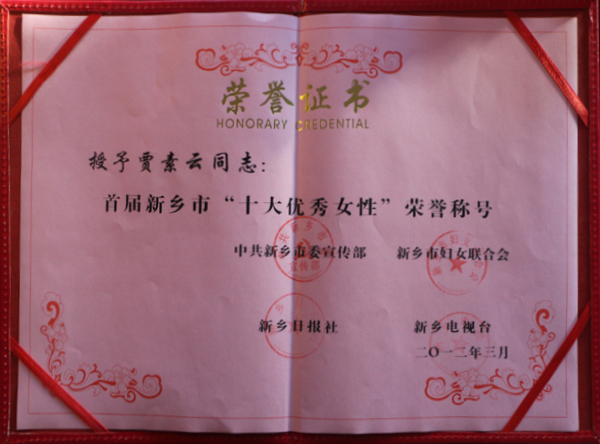 荣誉证书
HONORARY CREDENTIAL
授予贾素云同志：
首届新乡市“十大优秀女性”荣誉称号
中共新乡市委宣传部 新乡市妇女联合会
新乡日报社 新乡电视台
二〇一二年三月